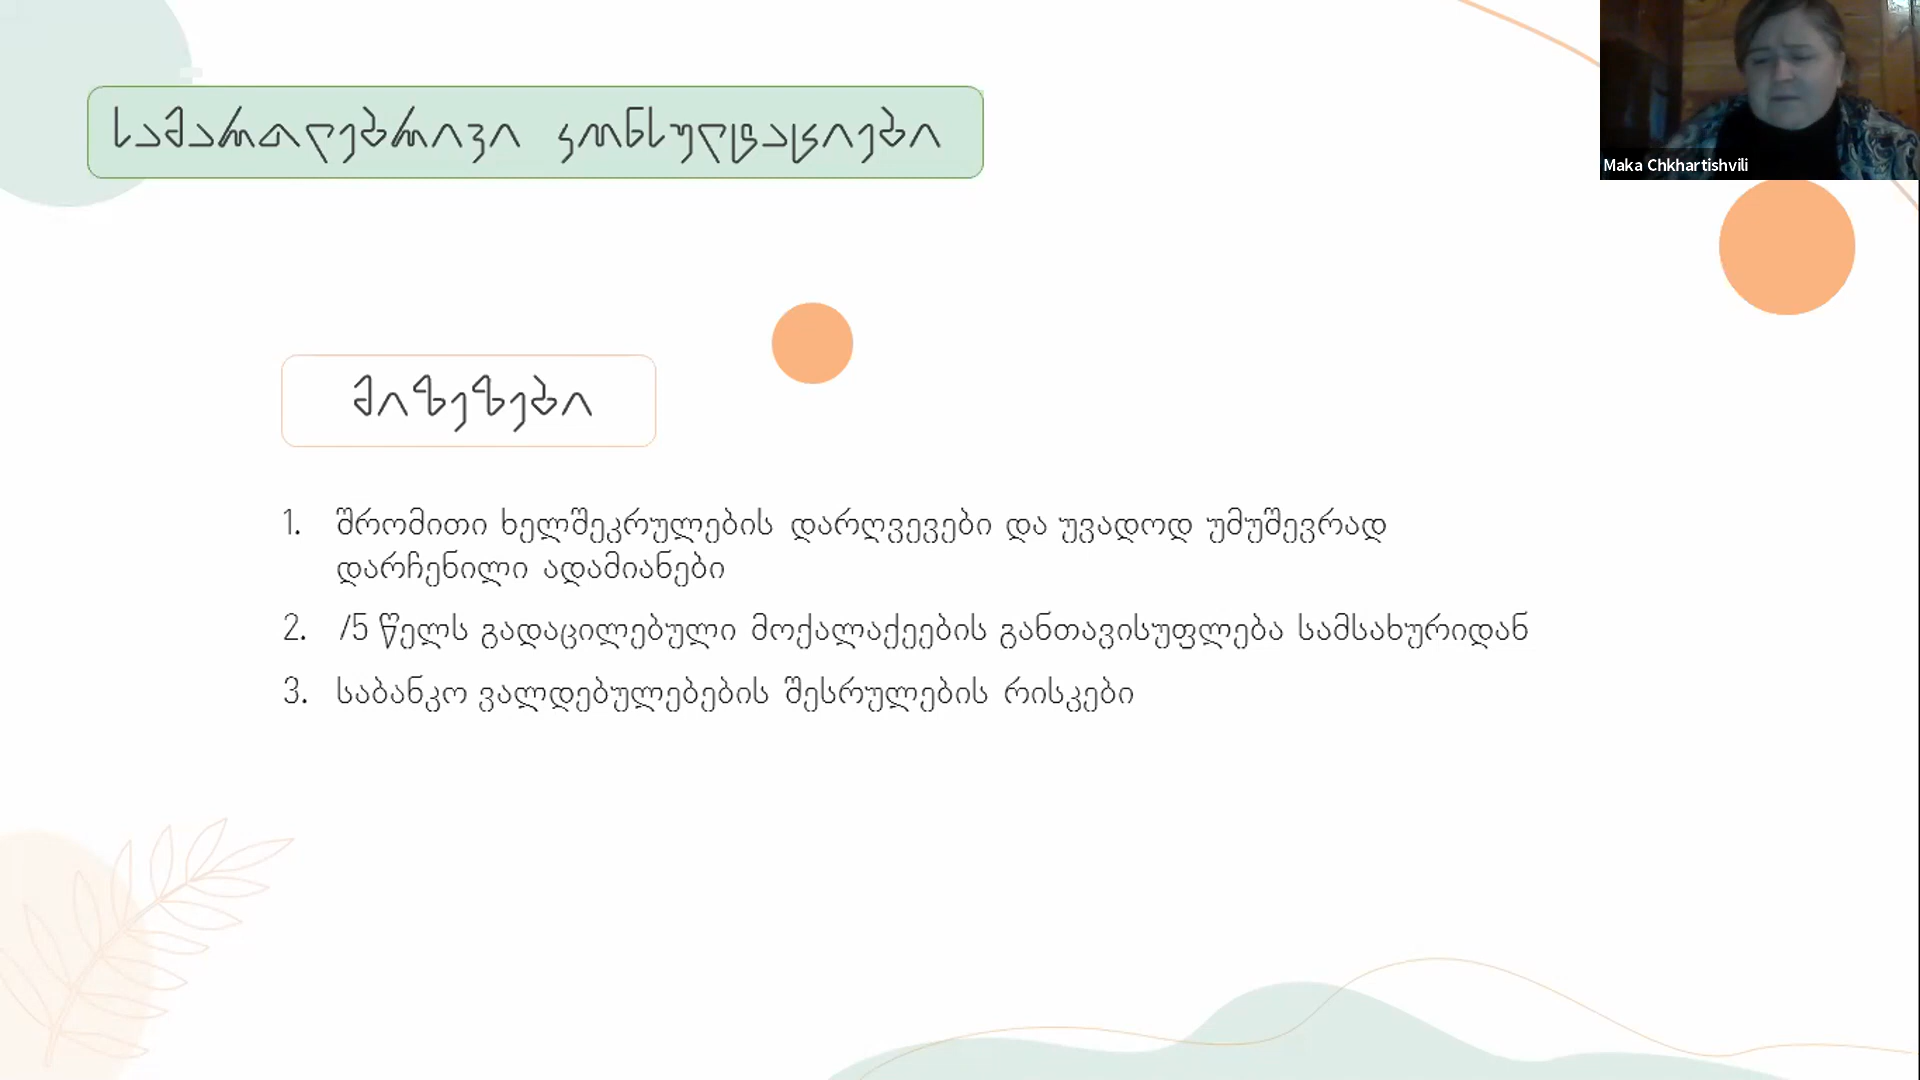 სამართლებრივი კონსულტაციები
Maka Chkhartishvili
მიზეზები
1. შრომითი ხელშეკრულების დარღვევები და უვადოდ უმუშევრად
დარჩენილი ადამიანები
2. /5 წელს გადაცილებული მოქალაქეების განთავისუფლება სამსახურიდან
3. საბანკო ვალდებულებების შესრულების რისკები